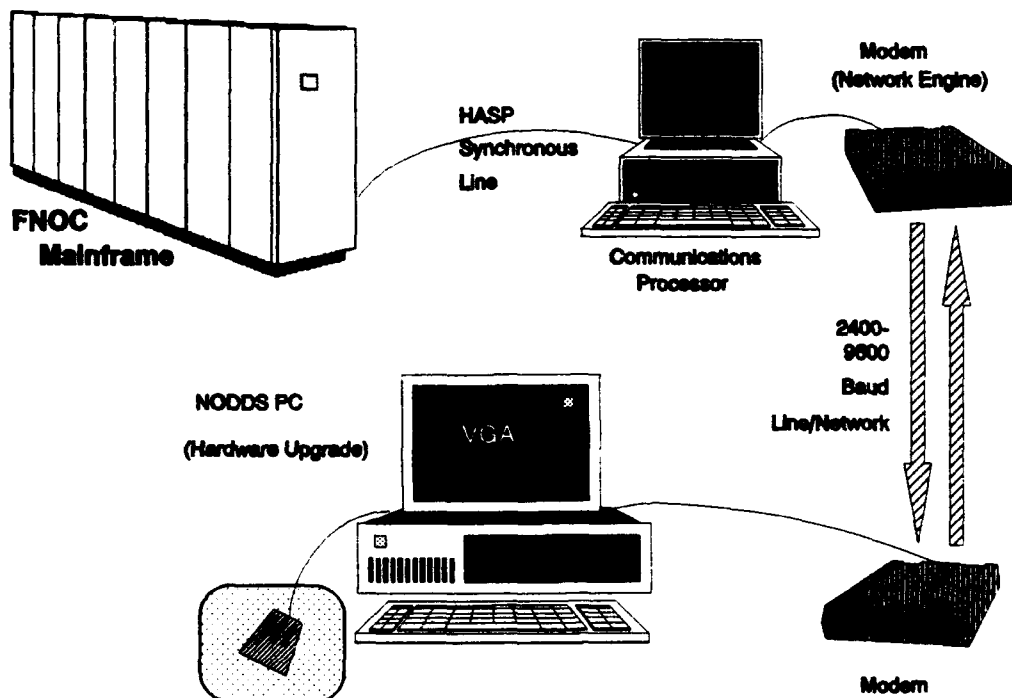 Modem
(Network Engine)
HASP
Synchronous
Line
FNOC
Mainframe
Communications
Processor
2400-
9600
Baud
Line/Network
NODDS PC
(Hardware Upgrade)
VGA
Modem